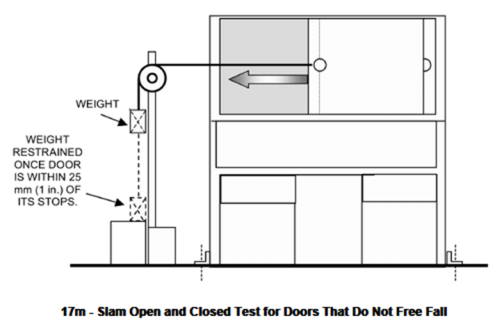 WEIGHT
WEIGHT
RESTRAINED
ONCE DOOR
IS WITHIN 25
mm (1 in.) OF
ITS STOPS.
17m - Slam Open and Closed Test for Doors That Do Not Free Fall